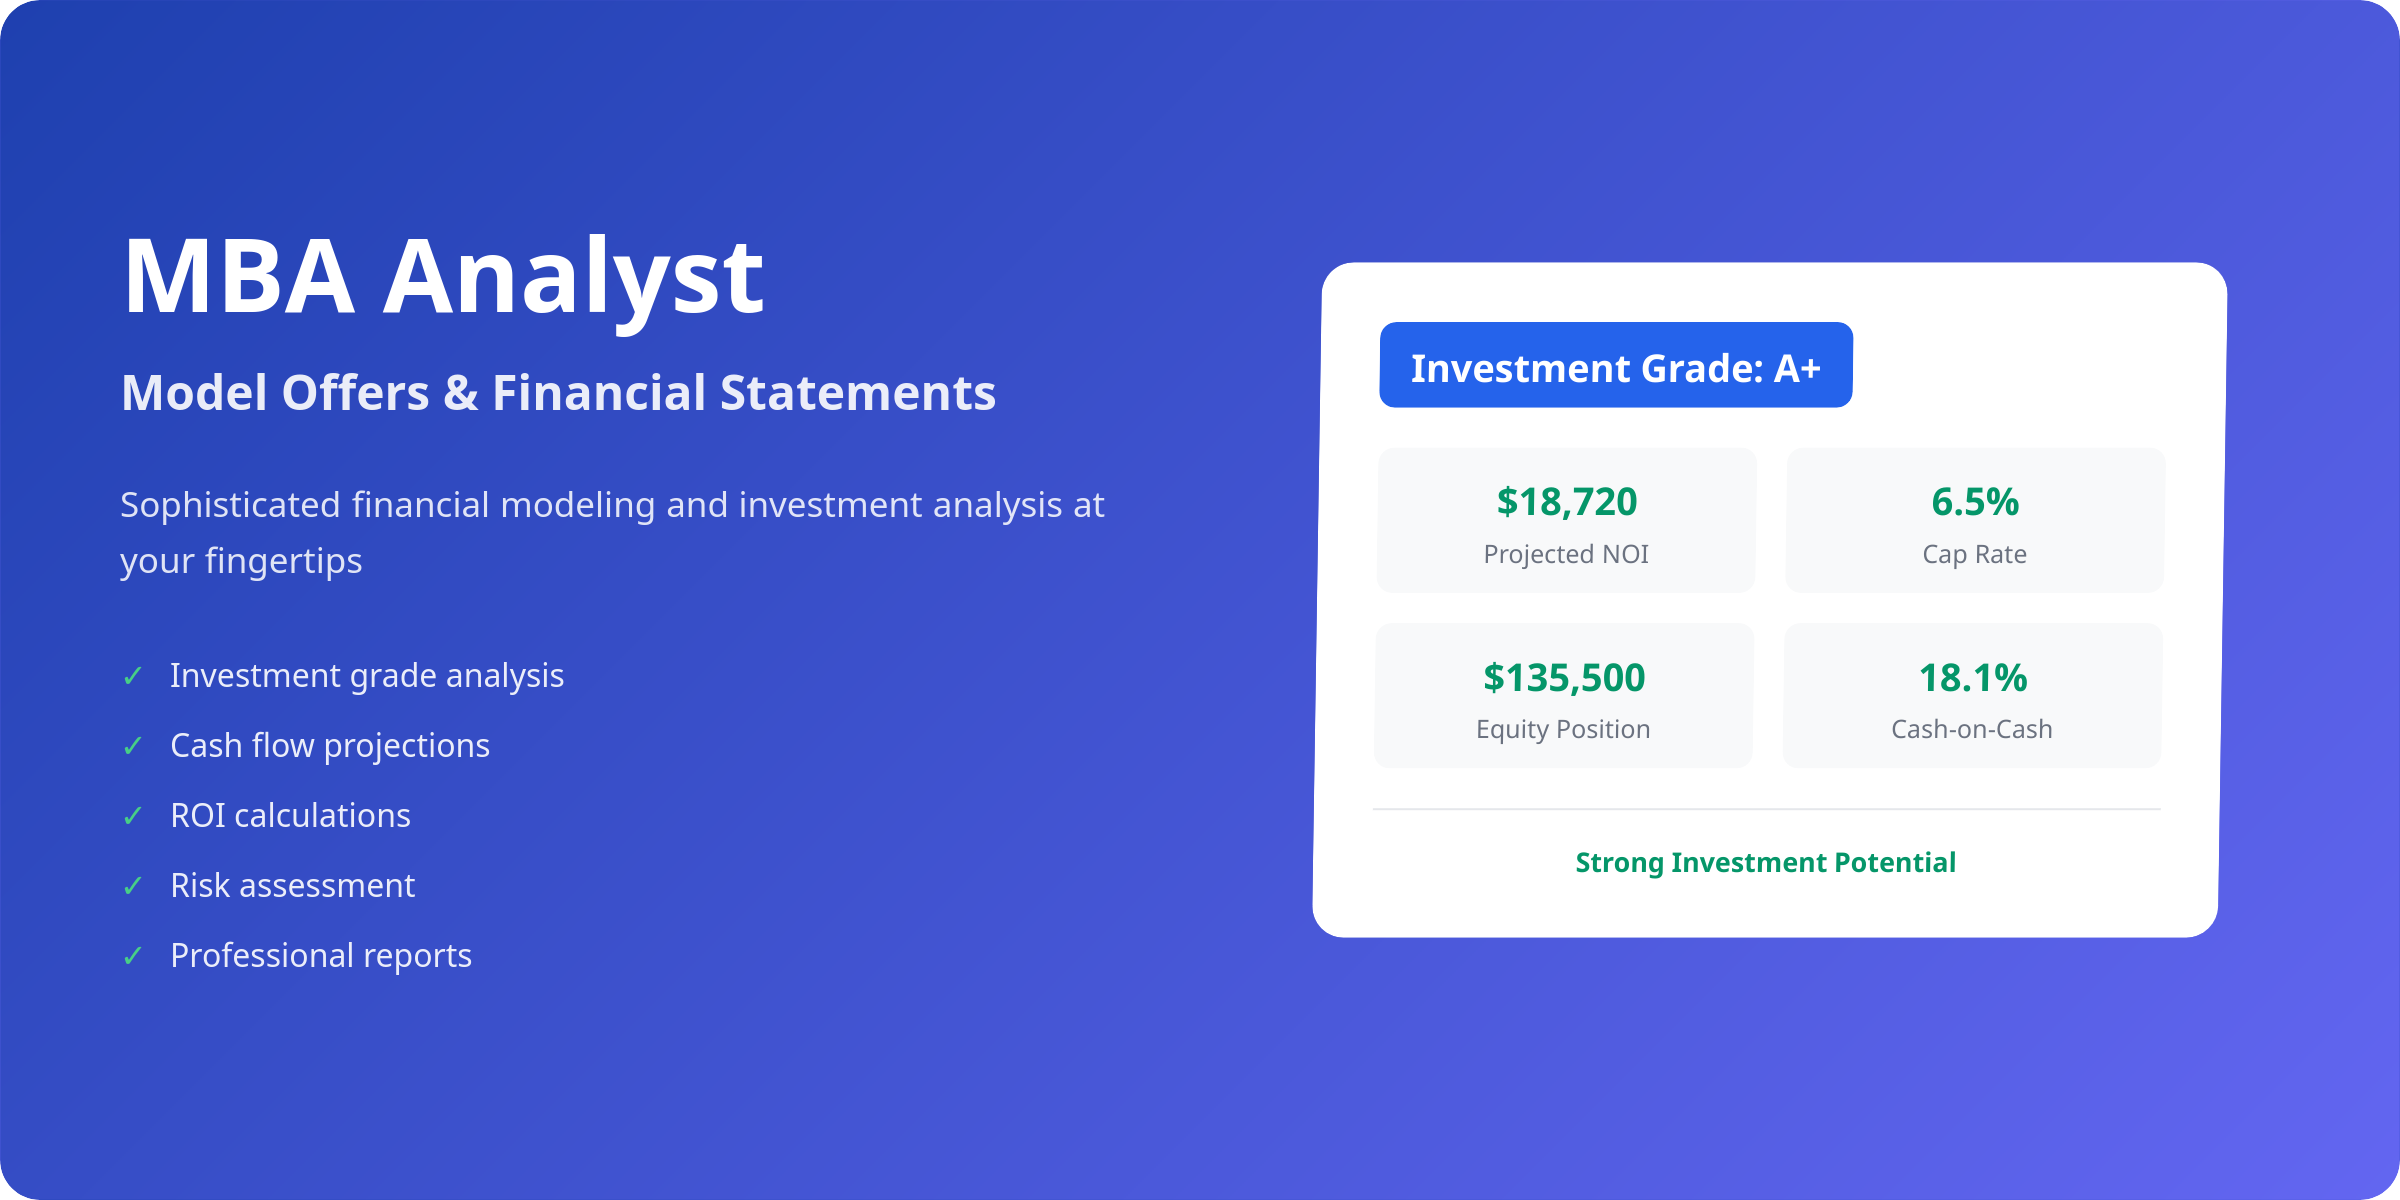 MBA Analyst
Model Offers & Financial Statements
Sophisticated financial modeling and investment analysis at
your fingertips
✓ Investment grade analysis
✓ Cash flow projections
✓ ROI calculations
✓ Risk assessment
✓ Professional reports
Investment Grade: A+
$18,720
Projected NOI
6.5%
Cap Rate
$135,500
Equity Position
18.1%
Cash-on-Cash
Strong Investment Potential